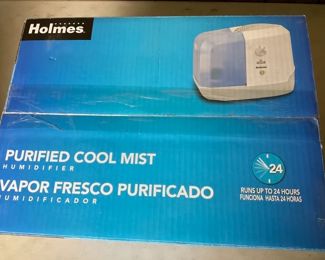 Holmes
PURIFIED COOL MIST
HUMIDIFIER
VAPOR FRESCO PURIFICADO
HUMIDIFICADOR
24
RUNS UP TO 24 HOURS
FUNCIONA HASTA 24 HORAS